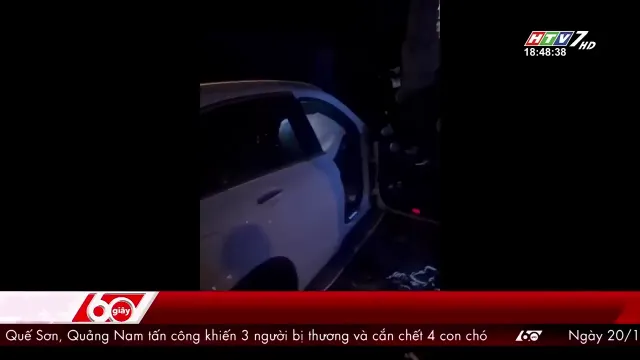 HTV7 HD
18:48:38
60 giây
Quế Sơn, Quảng Nam tấn công khiến 3 người bị thương và cắn chết 4 con chó 60 Ngày 20/1